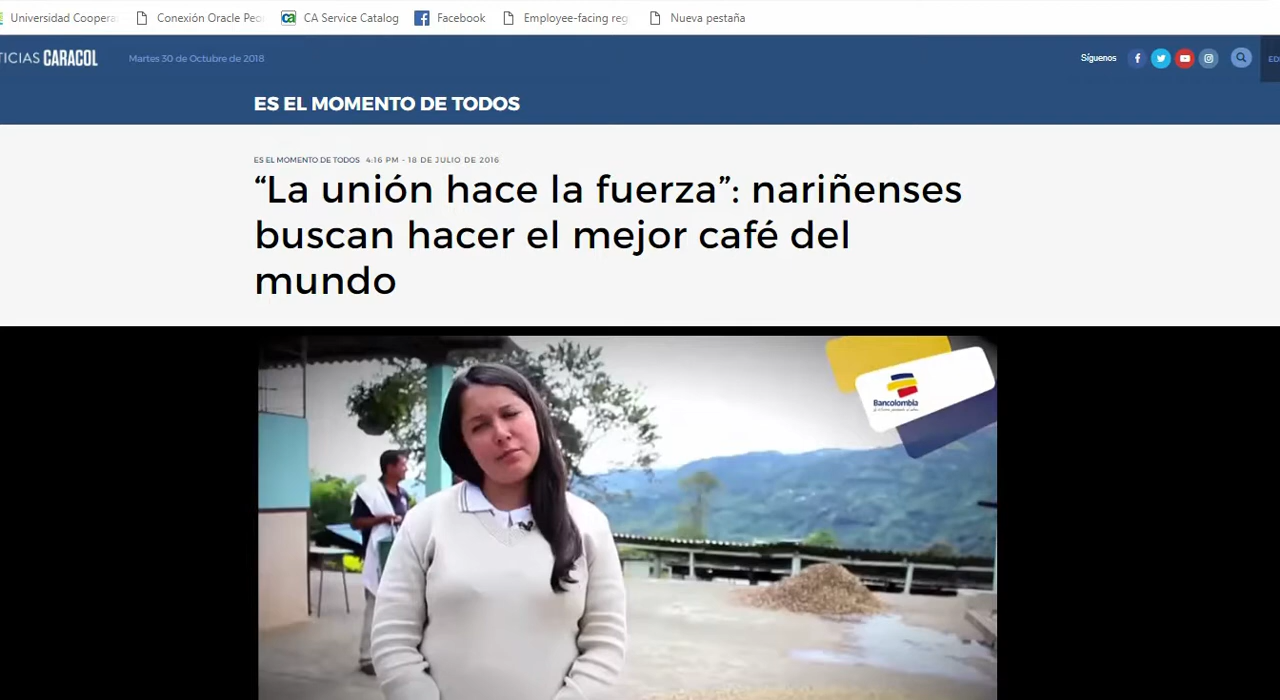 Universidad Coopera
Conexión Oracle Peo
CA Service Catalog
Facebook
Employee-facing reg
Nueva pestaña
TICIAS CARACOL
Martes 30 de Octubre de 2018
Síguenos
ED
ES EL MOMENTO DE TODOS
ES EL MOMENTO DE TODOS 4:16 PM - 18 DE JULIO DE 2016
“La unión hace la fuerza”: nariñenses
buscan hacer el mejor café del
mundo
Bancolombia